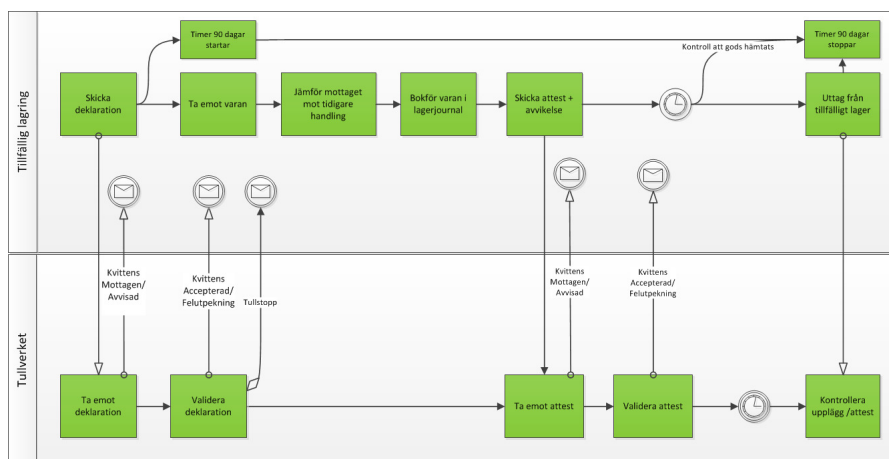 Tillfällig lagring
Timer 90 dagar
startar
Timer 90 dagar
stoppar
Kontroll att gods hämtats
Skicka
deklaration
Ta emot varan
Jämför mottaget
mot tidigare
handling
Bokför varan i
lagerjournal
Skicka attest +
avvikelse
Uttag från
tillfälligt lager
Kvittens
Mottagen/
Avvisad
Kvittens
Accepterad/
Felutpekning
Tullstopp
Kvittens
Mottagen/
Avvisad
Kvittens
Accepterad/
Felutpekning
Tullverket
Ta emot
deklaration
Validera
deklaration
Ta emot attest
Validera attest
Kontrollera
upplägg /attest